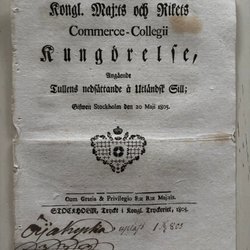 Kongl. Maj:ts och Rikets
Commerce-Collegii
Kungörelse,
Angående
Tullens nedsättande å Utländsk Sill;
Gifwen Stockholm den 20 Maji 1805.
Cum Gratia & Privilegio S:æ R:æ Majest:s.
STOCKHOLM, Tryckt i Kongl. Tryckeriet, 1805.